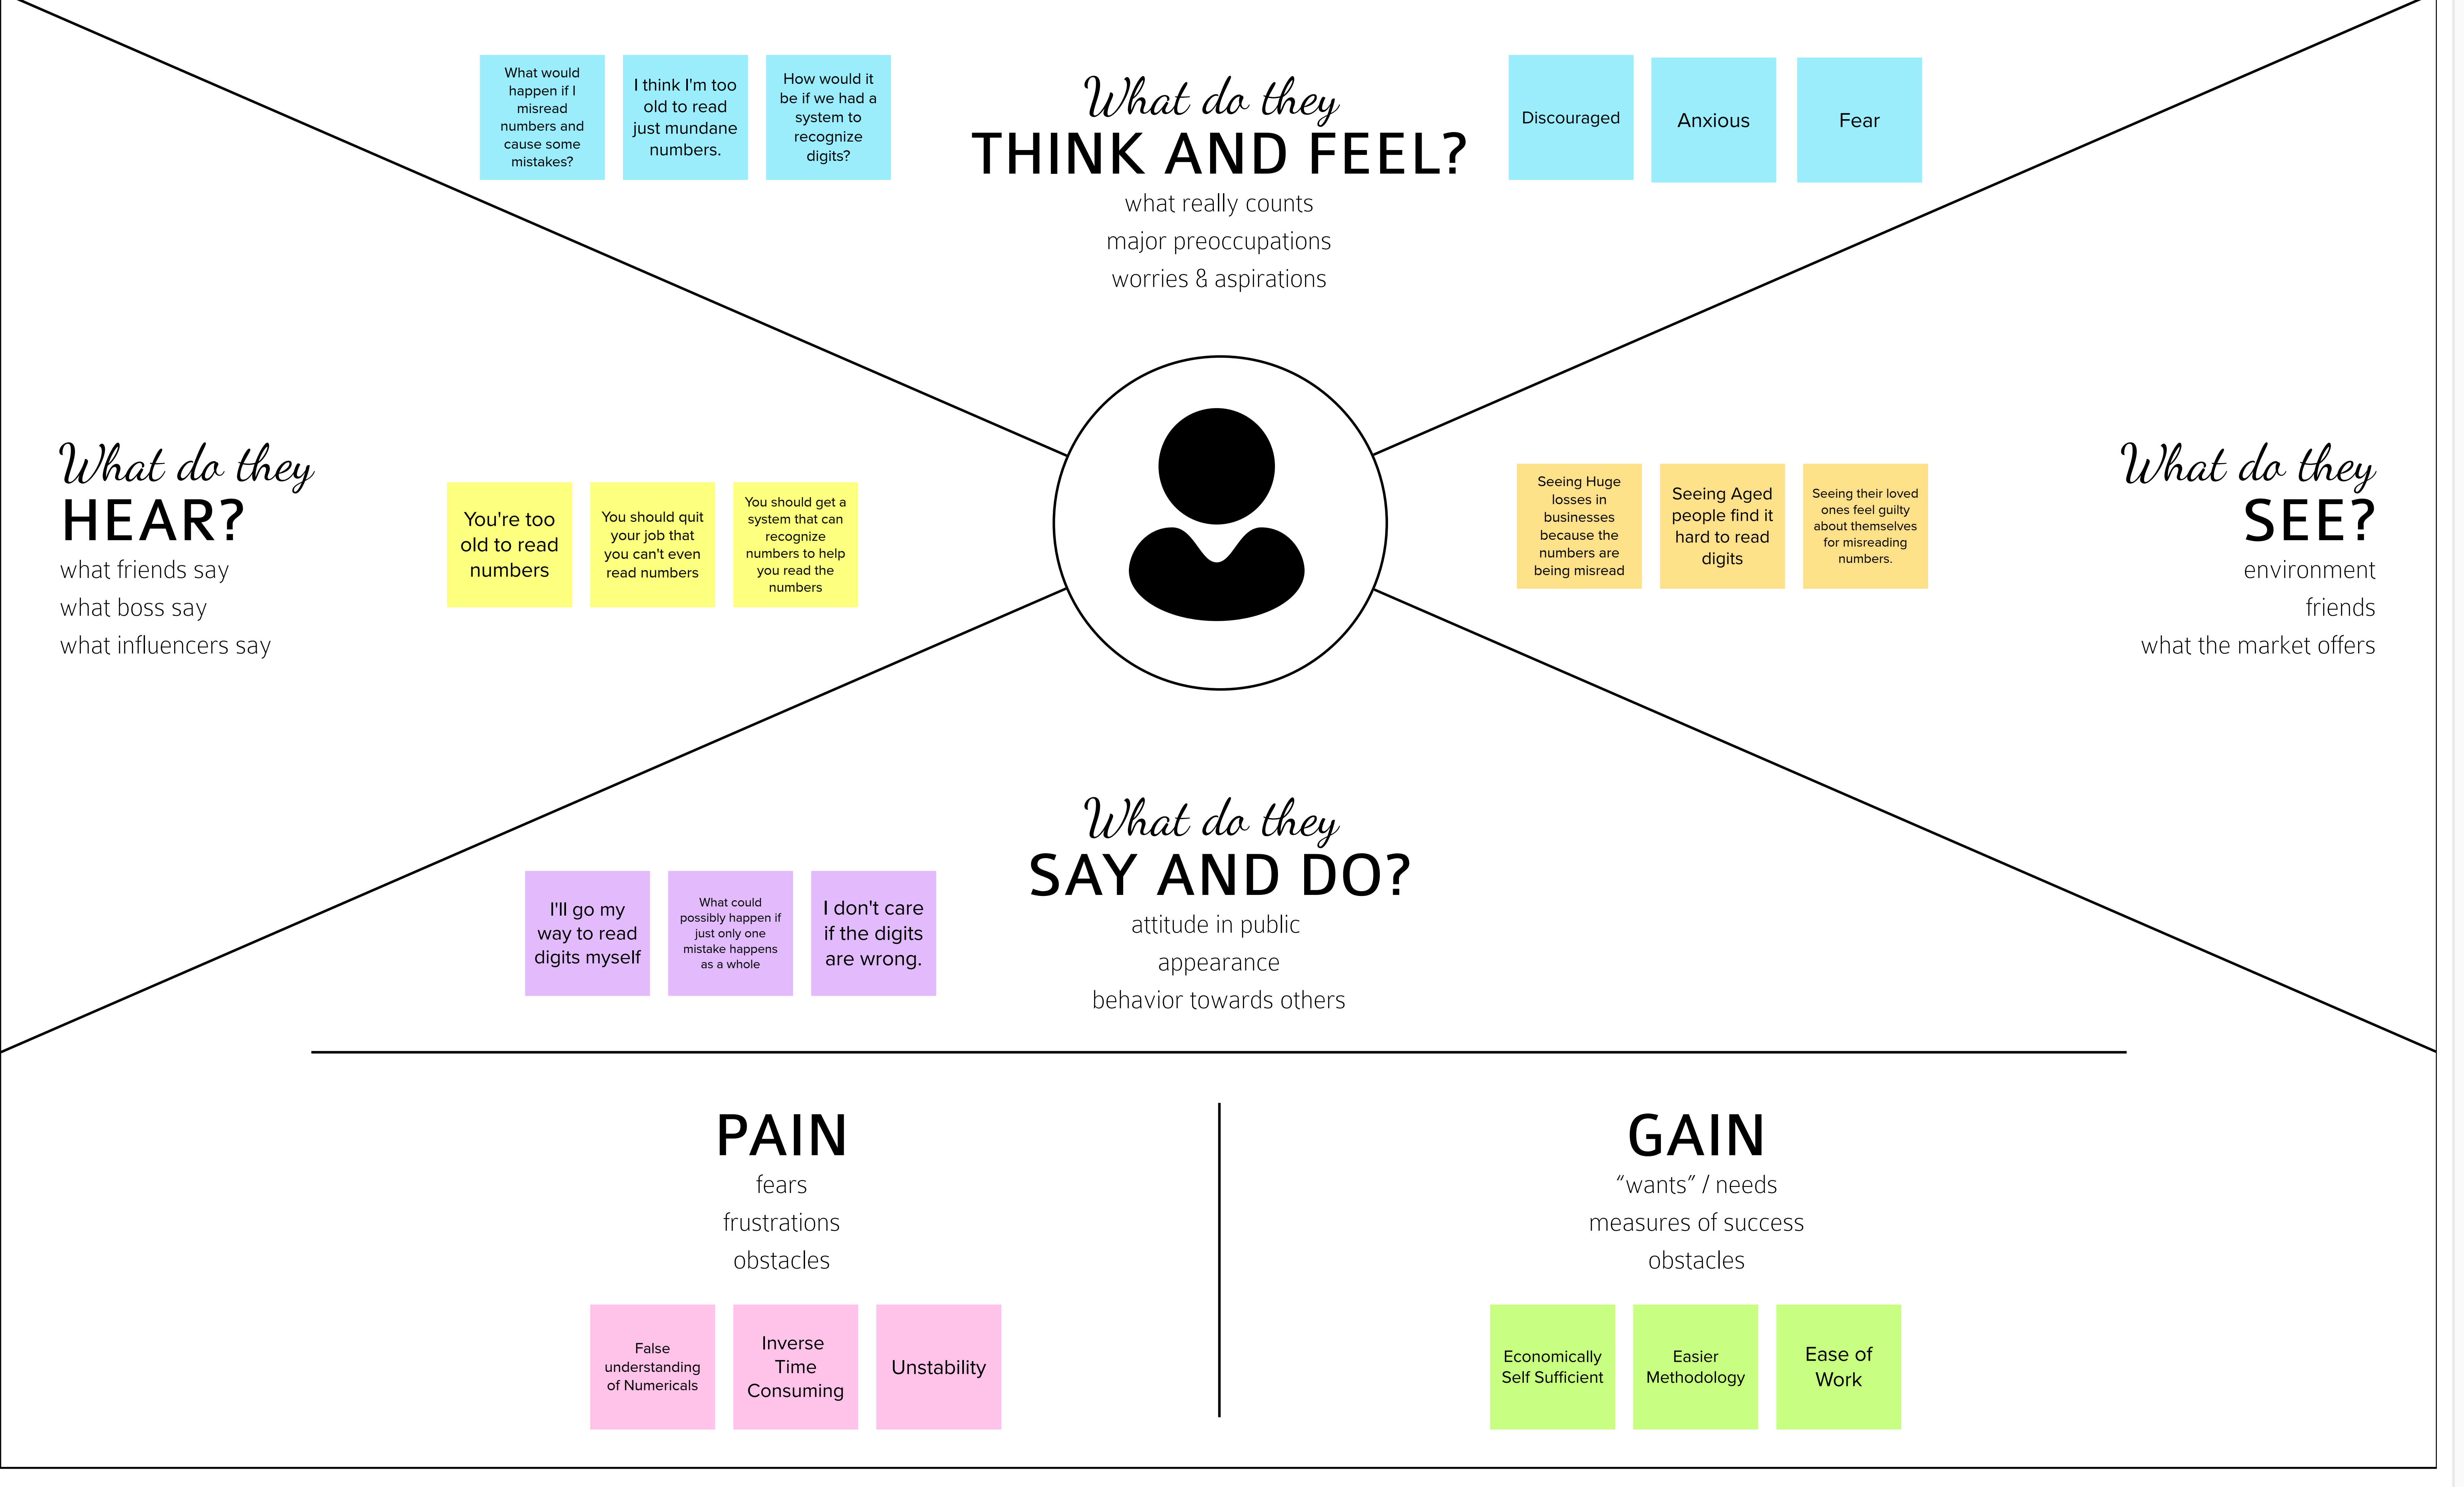 What would
happen if I
misread
numbers and
cause some
mistakes?
I think I'm too
old to read
just mundane
numbers.
How would it
be if we had a
system to
recognize
digits?
What do they
THINK AND FEEL?
what really counts
major preoccupations
worries & aspirations
Discouraged
Anxious
Fear
What do they
HEAR?
what friends say
what boss say
what influencers say
You're too
old to read
numbers
You should quit
your job that
you can't even
read numbers
You should get a
system that can
recognize
numbers to help
you read the
numbers
Seeing Huge
losses in
businesses
because the
numbers are
being misread
Seeing Aged
people find it
hard to read
digits
Seeing their loved
ones feel guilty
about themselves
for misreading
numbers.
What do they
SEE?
environment
friends
what the market offers
I'll go my
way to read
digits myself
What could
possibly happen if
just only one
mistake happens
as a whole
I don't care
if the digits
are wrong.
What do they
SAY AND DO?
attitude in public
appearance
behavior towards others
PAIN
fears
frustrations
obstacles
False
understanding
of Numericals
Inverse
Time
Consuming
Unstability
GAIN
“wants” / needs
measures of success
obstacles
Economically
Self Sufficient
Easier
Methodology
Ease of
Work